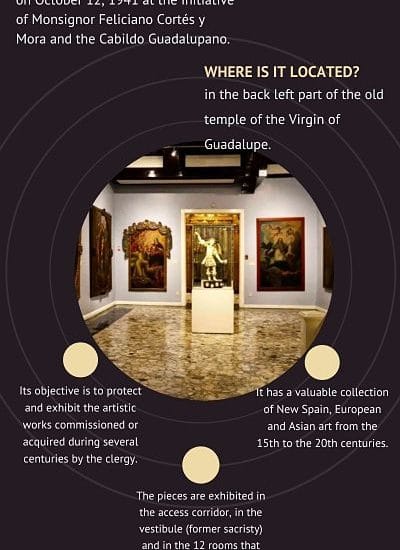 on October 12, 1941 at the initiative
of Monsignor Feliciano Cortés y
Mora and the Cabildo Guadalupano.
WHERE IS IT LOCATED?
in the back left part of the old
temple of the Virgin of
Guadalupe.
Its objective is to protect
and exhibit the artistic
works commissioned or
acquired during several
centuries by the clergy.
It has a valuable collection
of New Spain, European
and Asian art from the
15th to the 20th centuries.
The pieces are exhibited in
the access corridor, in the
vestibule (former sacristy)
and in the 12 rooms that